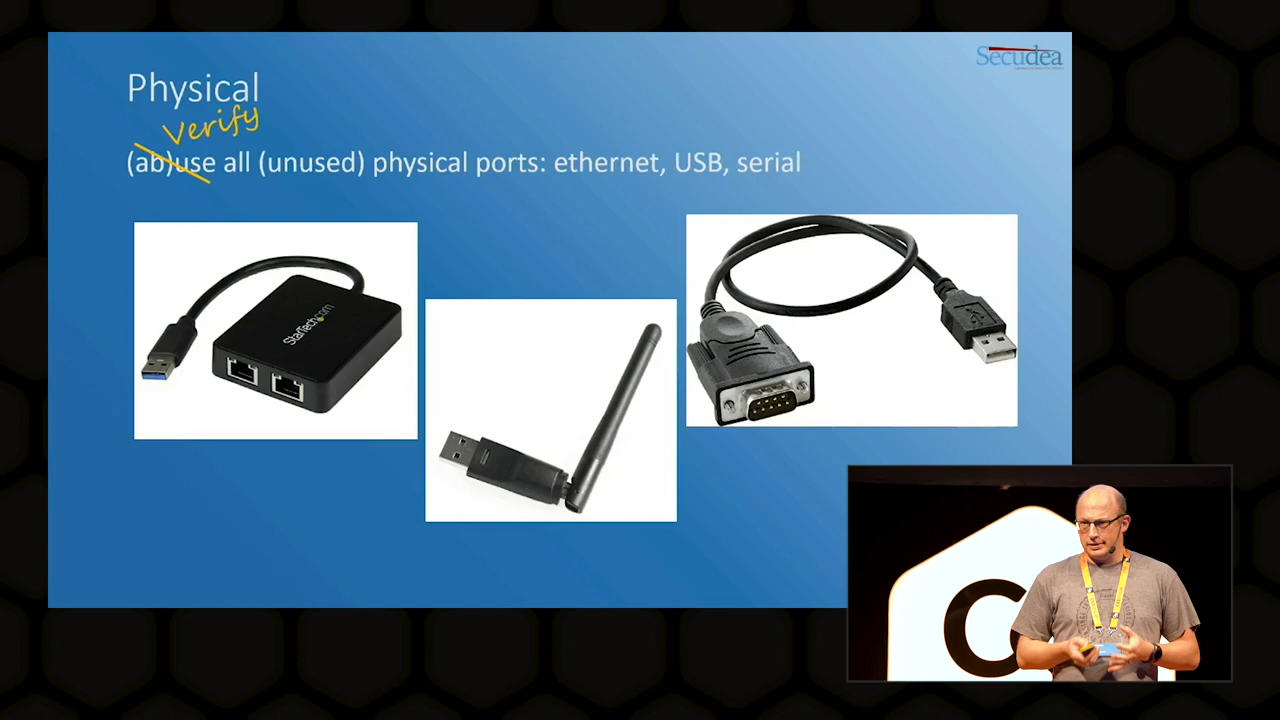 Secudea
Physical
Verify
(ab)use all (unused) physical ports: ethernet, USB, serial
StarTech.com
C